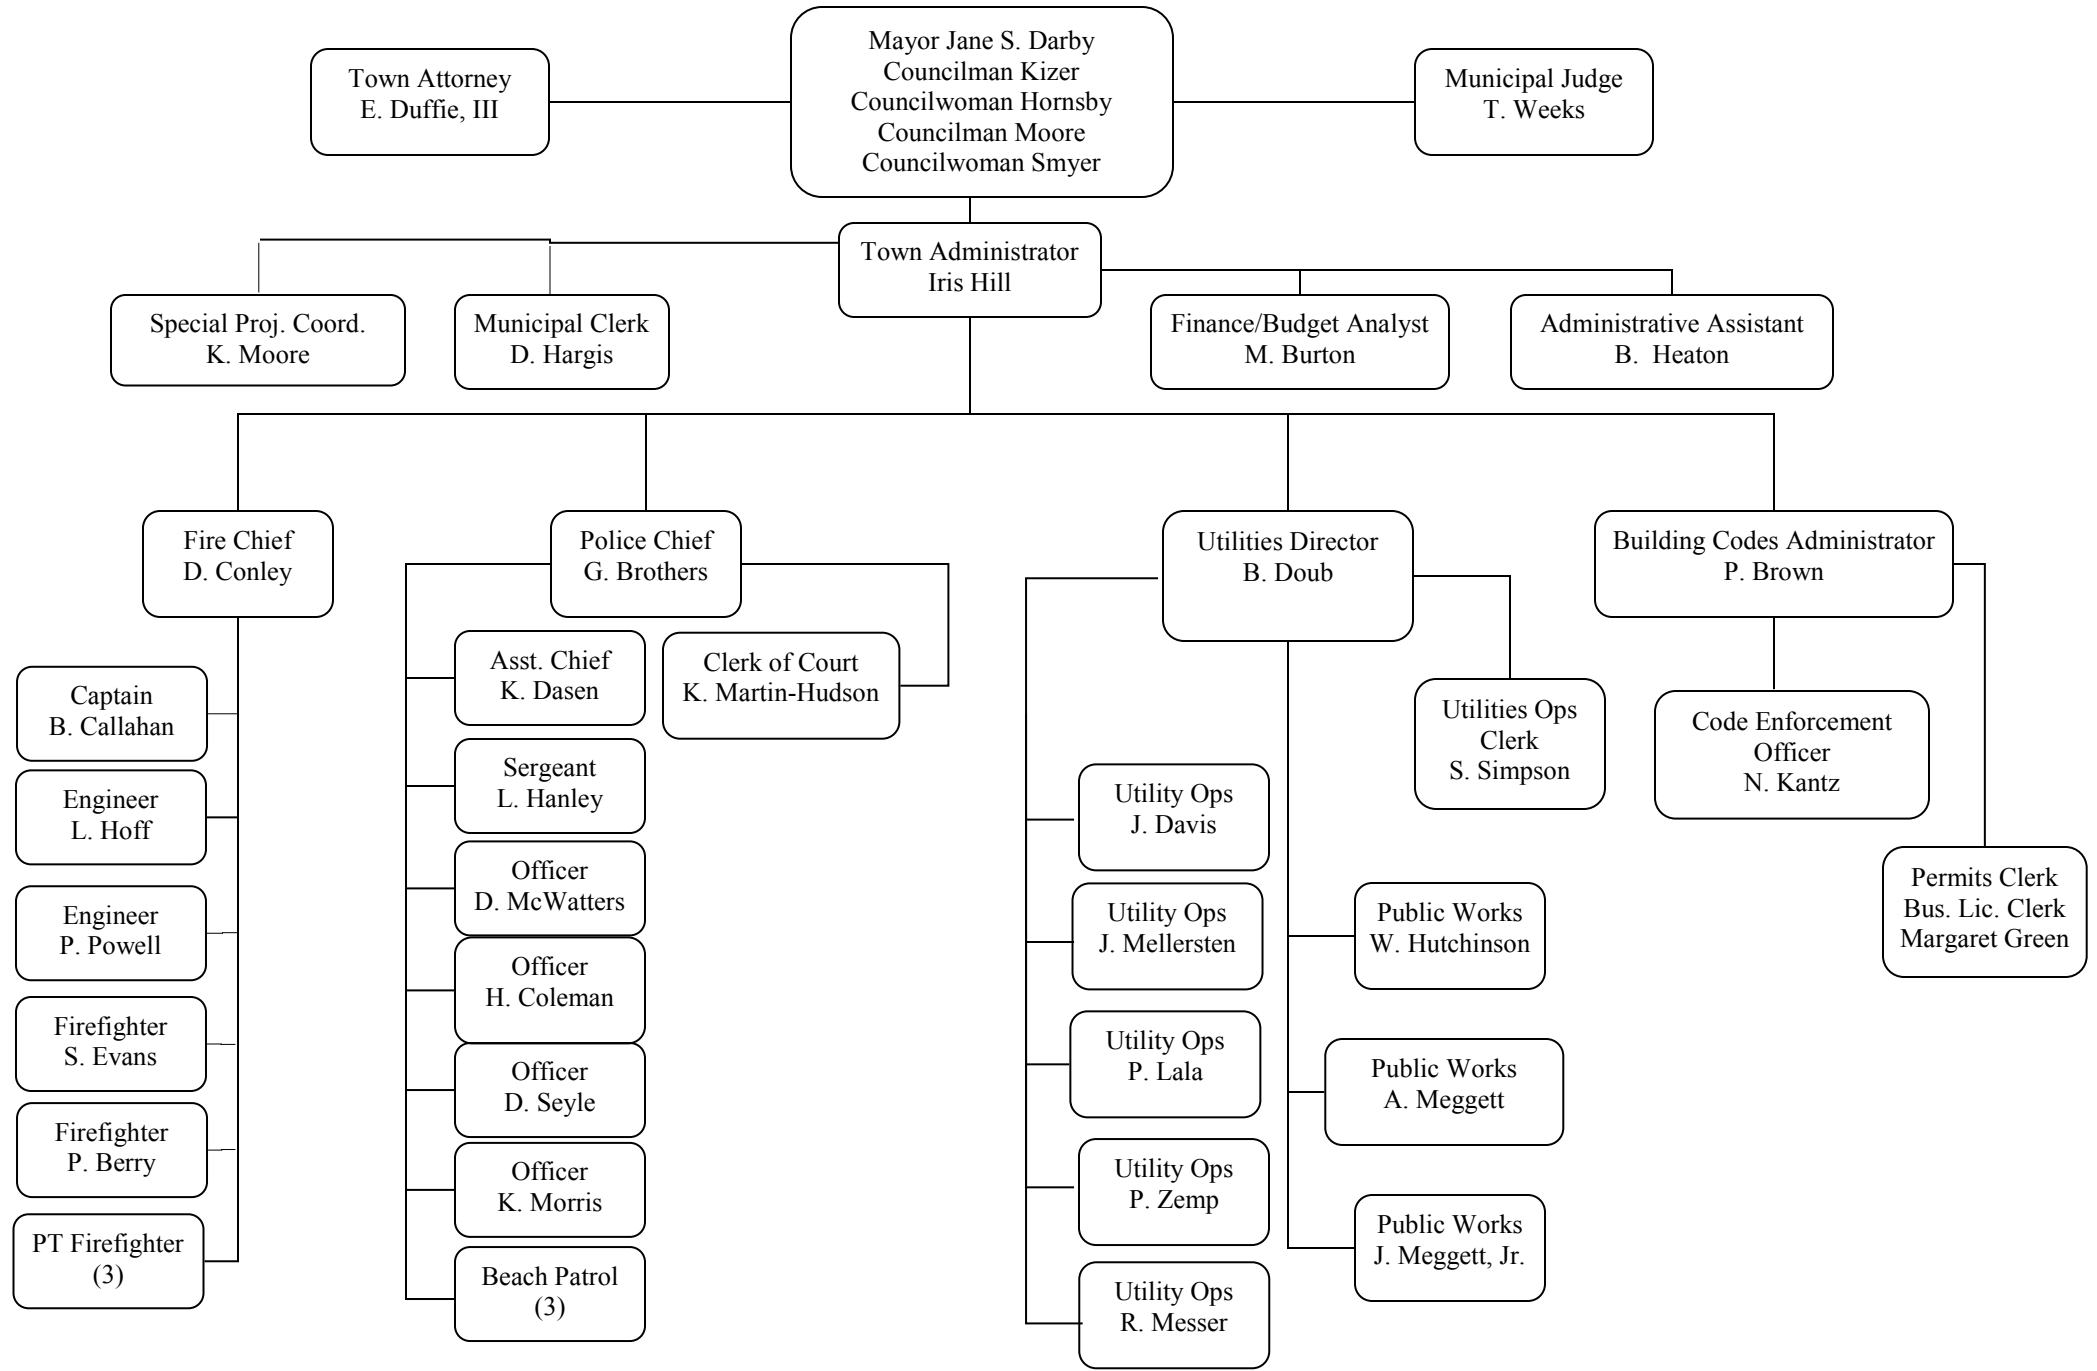 Mayor Jane S. Darby
Councilman Kizer
Councilwoman Hornsby
Councilman Moore
Councilwoman Smyer
Town Attorney
E. Duffie, III
Municipal Judge
T. Weeks
Town Administrator
Iris Hill
Special Proj. Coord.
K. Moore
Municipal Clerk
D. Hargis
Finance/Budget Analyst
M. Burton
Administrative Assistant
B.  Heaton
Fire Chief
D. Conley
Police Chief
G. Brothers
Utilities Director
B. Doub
Building Codes Administrator
P. Brown
Captain
B. Callahan
Engineer
L. Hoff
Engineer
P. Powell
Firefighter
S. Evans
Firefighter
P. Berry
PT Firefighter
(3)
Asst. Chief
K. Dasen
Sergeant
L. Hanley
Officer
D. McWatters
Officer
H. Coleman
Officer
D. Seyle
Officer
K. Morris
Beach Patrol
(3)
Clerk of Court
K. Martin-Hudson
Utility Ops
J. Davis
Utility Ops
J. Mellersten
Utility Ops
P. Lala
Utility Ops
P. Zemp
Utility Ops
R. Messer
Public Works
W. Hutchinson
Public Works
A. Meggett
Public Works
J. Meggett, Jr.
Utilities Ops
Clerk
S. Simpson
Code Enforcement
Officer
N. Kantz
Permits Clerk
Bus. Lic. Clerk
Margaret Green